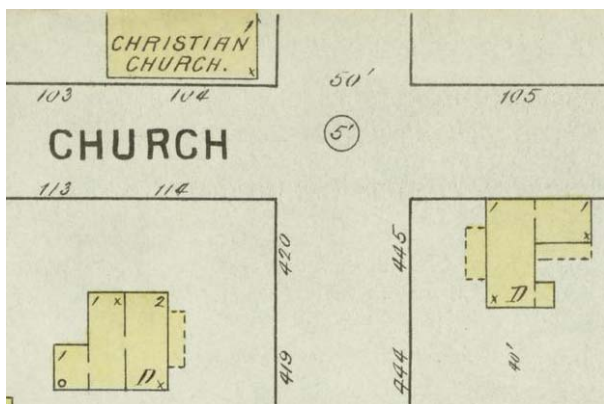 1
CHRISTIAN
CHURCH.
x
50'
103 104 105
CHURCH
5'
113 114
420
445
1 1
x
x D
1 x 2
1
o
D x
419
444
40'